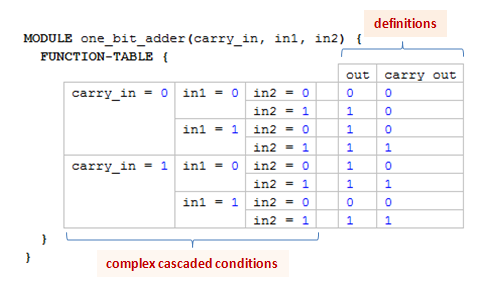 definitions
MODULE one_bit_adder(carry_in, in1, in2) {
FUNCTION-TABLE {
out carry out
carry_in = 0 in1 = 0 in2 = 0 0 0
in2 = 1 1 0
in1 = 1 in2 = 0 1 0
in2 = 1 1 1
carry_in = 1 in1 = 0 in2 = 0 1 0
in2 = 1 1 1
in1 = 1 in2 = 0 0 0
in2 = 1 1 1
}
}
complex cascaded conditions